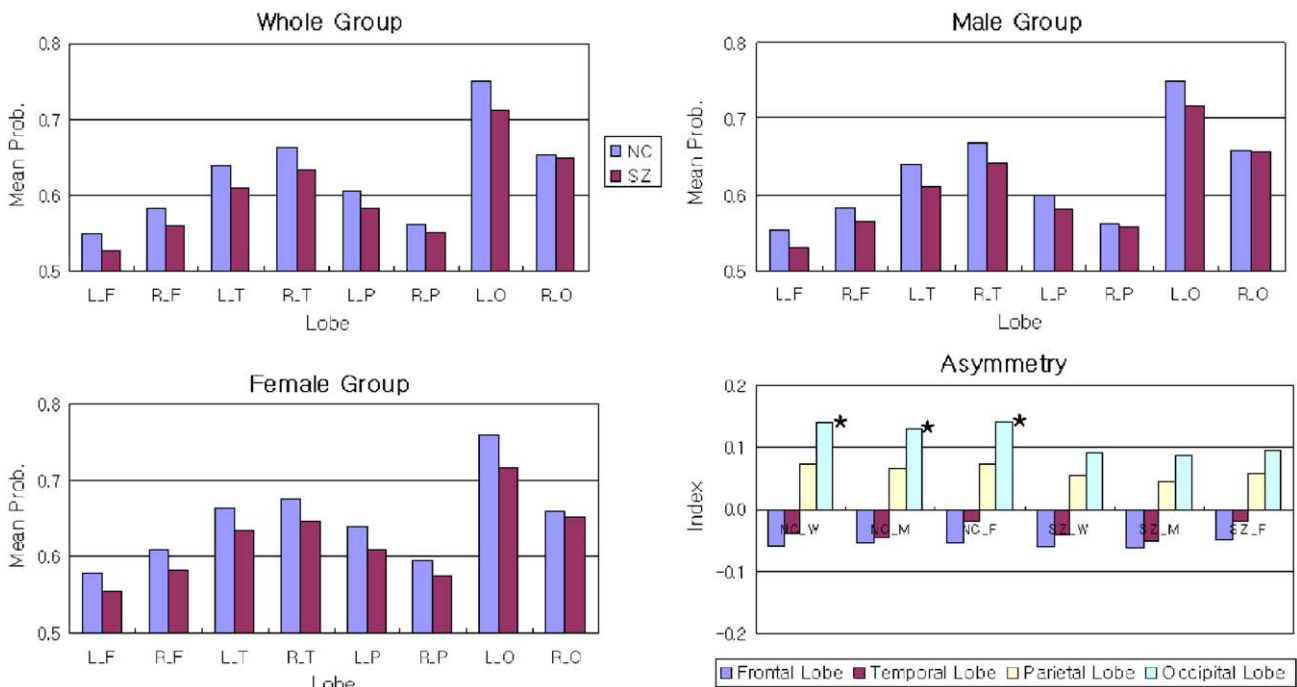 Whole Group
0.8
0.7
0.6
0.5
Mean Prob.
L_F R_F L_T R_T L_P R_P L_O R_O
Lobe
NC
SZ
Male Group
0.8
0.7
0.6
0.5
Mean Prob.
L_F R_F L_T R_T L_P R_P L_O R_O
Lobe
Female Group
0.8
0.7
0.6
0.5
Mean Prob.
L_F R_F L_T R_T L_P R_P L_O R_O
Lobe
Asymmetry
0.2
0.1
0.0
-0.1
-0.2
Index
★ ★ ★
NC_W NC_M NC_F SZ_W SZ_M SZ_F
Frontal Lobe Temporal Lobe Parietal Lobe Occipital Lobe